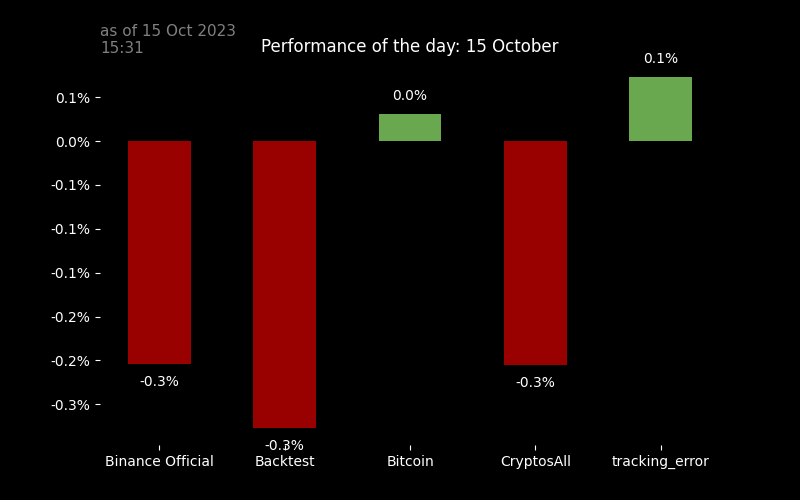 as of 15 Oct 2023
15:31
Performance of the day: 15 October
0.1%
0.0%
-0.1%
-0.1%
-0.1%
-0.2%
-0.2%
-0.3%
-0.3%
-0.3%
0.0%
-0.3%
0.1%
Binance Official
Backtest
Bitcoin
CryptosAll
tracking_error